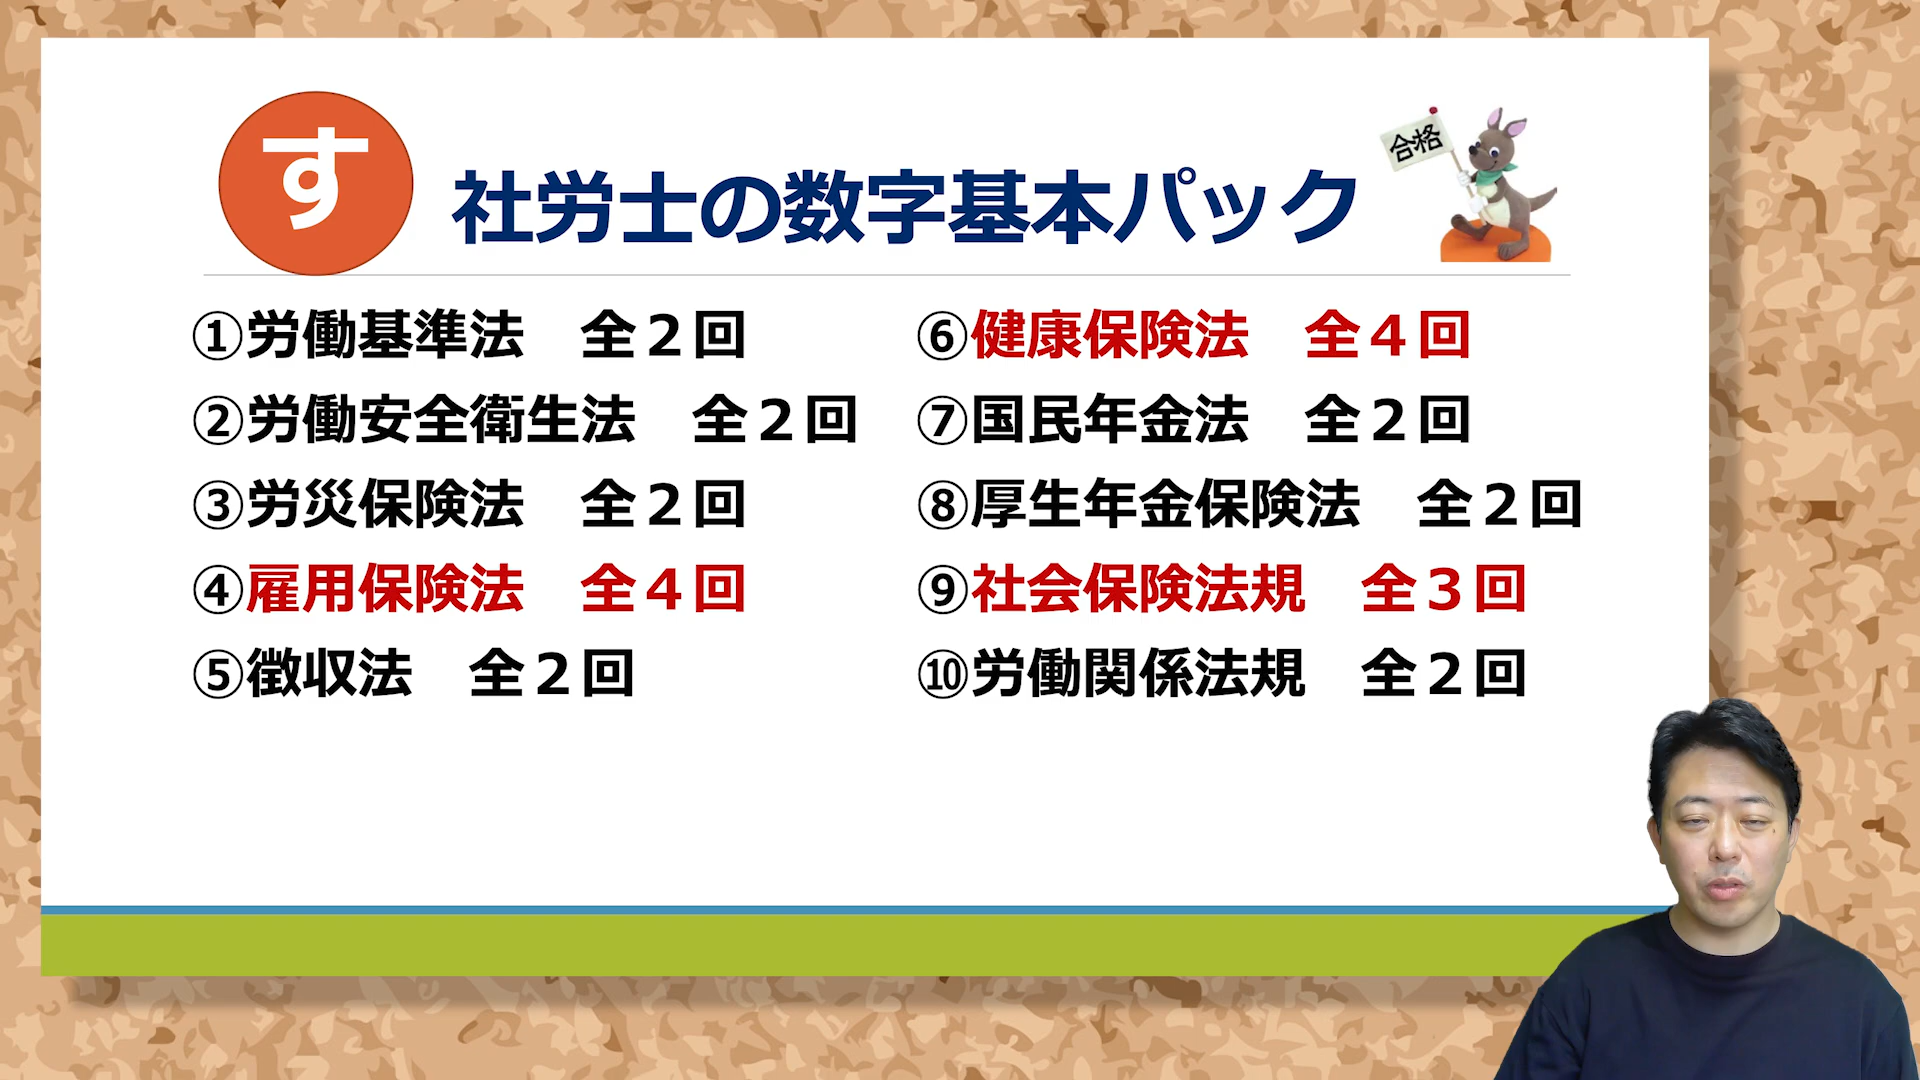 す
社労士の数字基本パック
合格
①労働基準法　全２回
②労働安全衛生法　全２回
③労災保険法　全２回
④雇用保険法　全４回
⑤徴収法　全２回
⑥健康保険法　全４回
⑦国民年金法　全２回
⑧厚生年金保険法　全２回
⑨社会保険法規　全３回
⑩労働関係法規　全２回